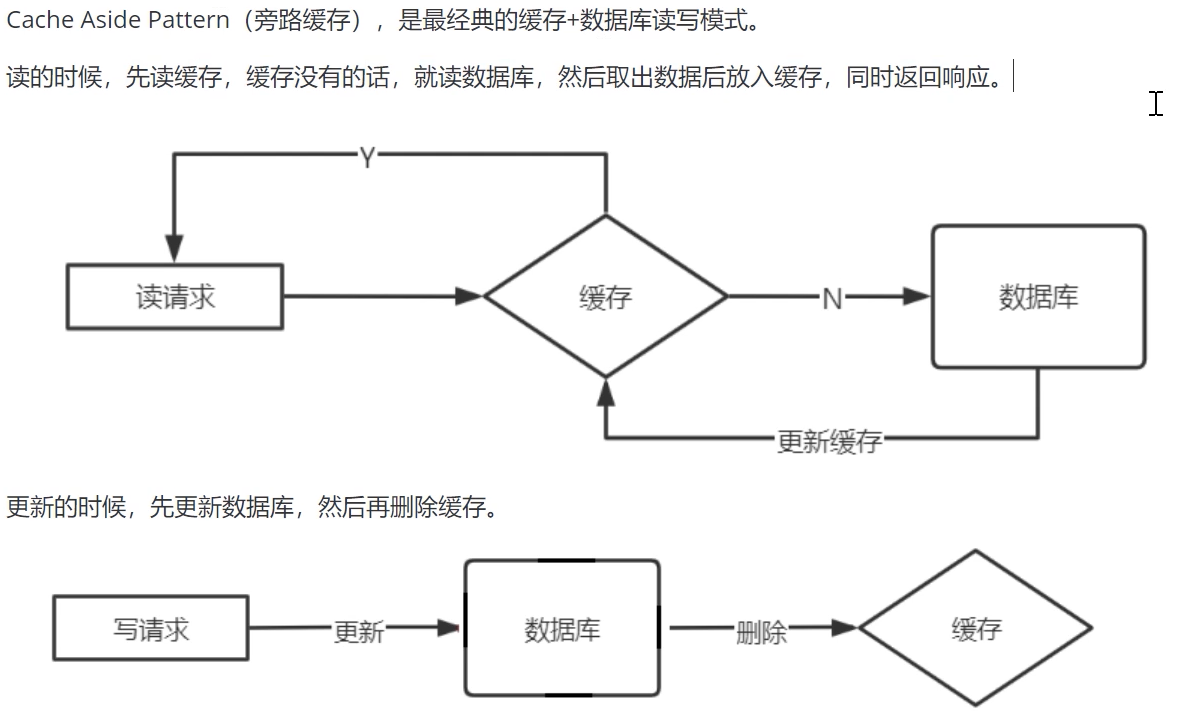 Cache Aside Pattern（旁路缓存），是最经典的缓存+数据库读写模式。
读的时候，先读缓存，缓存没有的话，就读数据库，然后取出数据后放入缓存，同时返回响应。
Y
读请求
缓存
N
数据库
更新缓存
更新的时候，先更新数据库，然后再删除缓存。
写请求
更新
数据库
删除
缓存